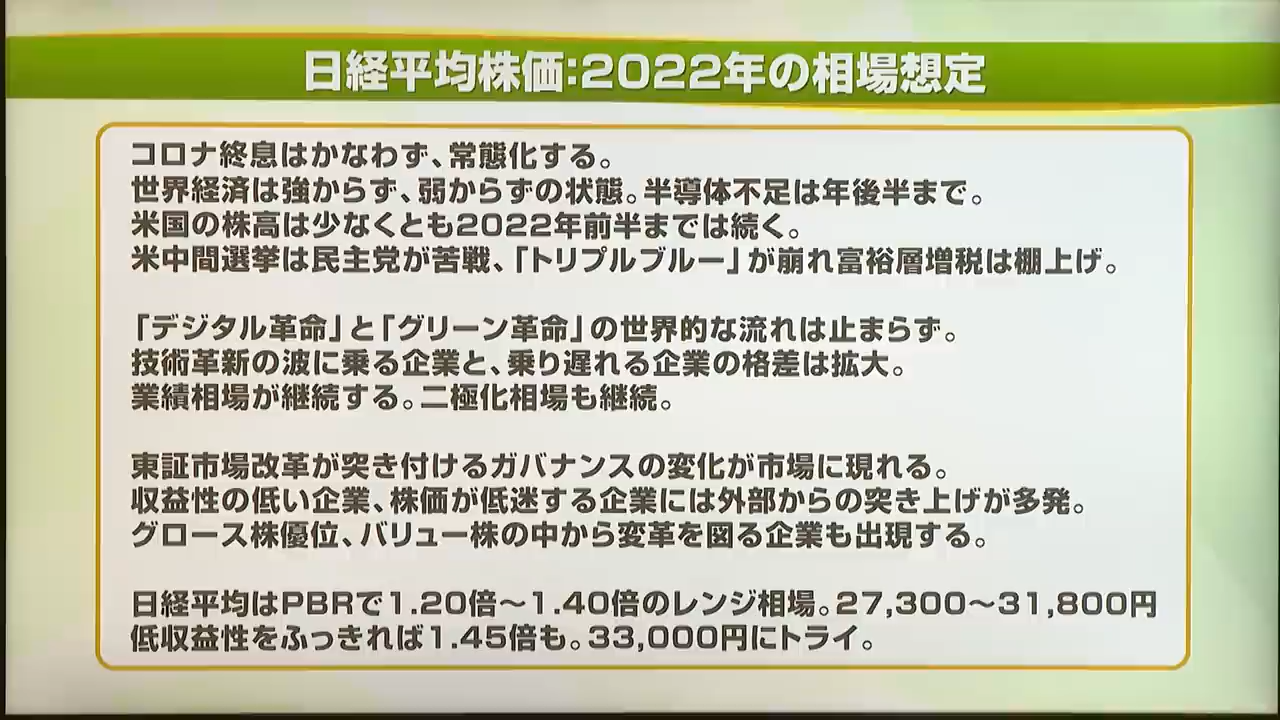 日経平均株価:2022年の相場想定
コロナ終息はかなわず、常態化する。
世界経済は強からず、弱からずの状態。半導体不足は年後半まで。
米国の株高は少なくとも2022年前半までは続く。
米中間選挙は民主党が苦戦、「トリプルブルー」が崩れ富裕層増税は棚上げ。
「デジタル革命」と「グリーン革命」の世界的な流れは止まらず。
技術革新の波に乗る企業と、乗り遅れる企業の格差は拡大。
業績相場が継続する。二極化相場も継続。
東証市場改革が突き付けるガバナンスの変化が市場に現れる。
収益性の低い企業、株価が低迷する企業には外部からの突き上げが多発。
グロース株優位、バリュー株の中から変革を図る企業も出現する。
日経平均はPBRで1.20倍〜1.40倍のレンジ相場。27,300〜31,800円
低収益性をふっきれば1.45倍も。33,000円にトライ。